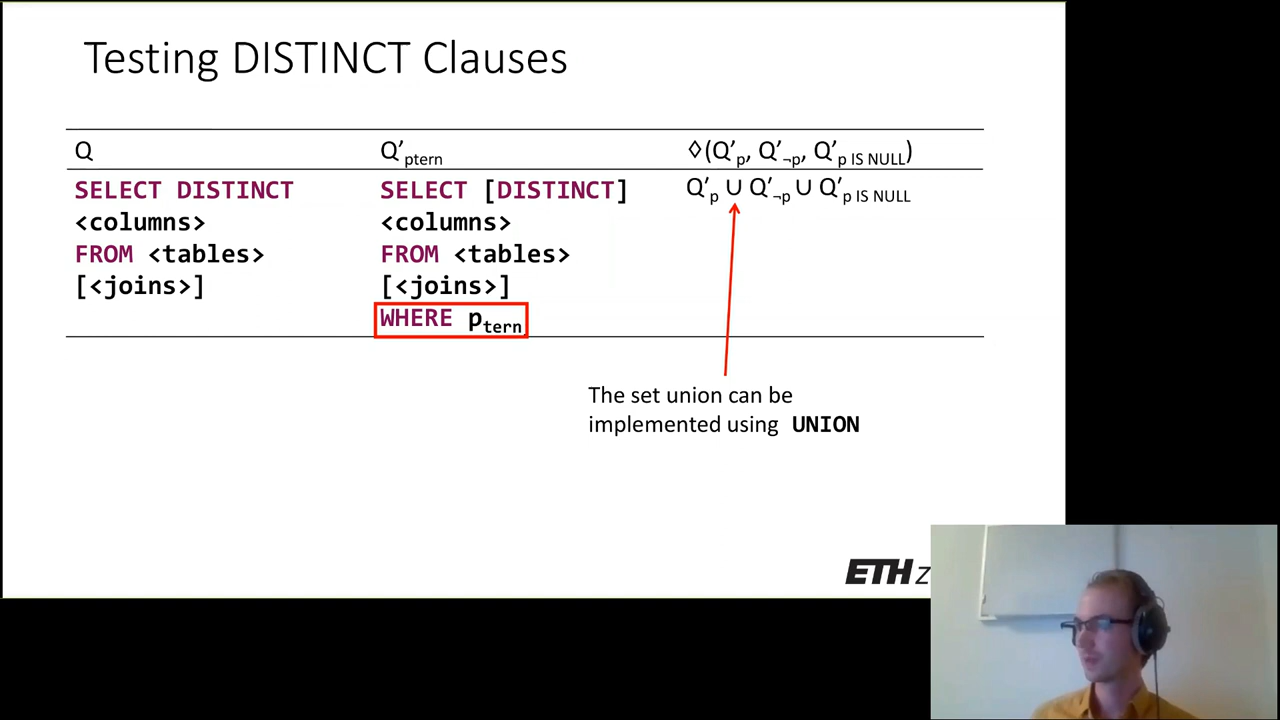 Testing DISTINCT Clauses
Q Q’ptern ◊(Q’p, Q’¬p, Q’p IS NULL)
SELECT DISTINCT SELECT [DISTINCT] Q’p ∪ Q’¬p ∪ Q’p IS NULL
<columns> <columns>
FROM <tables> FROM <tables>
[<joins>] [<joins>]
WHERE ptern
The set union can be
implemented using UNION
ETH z